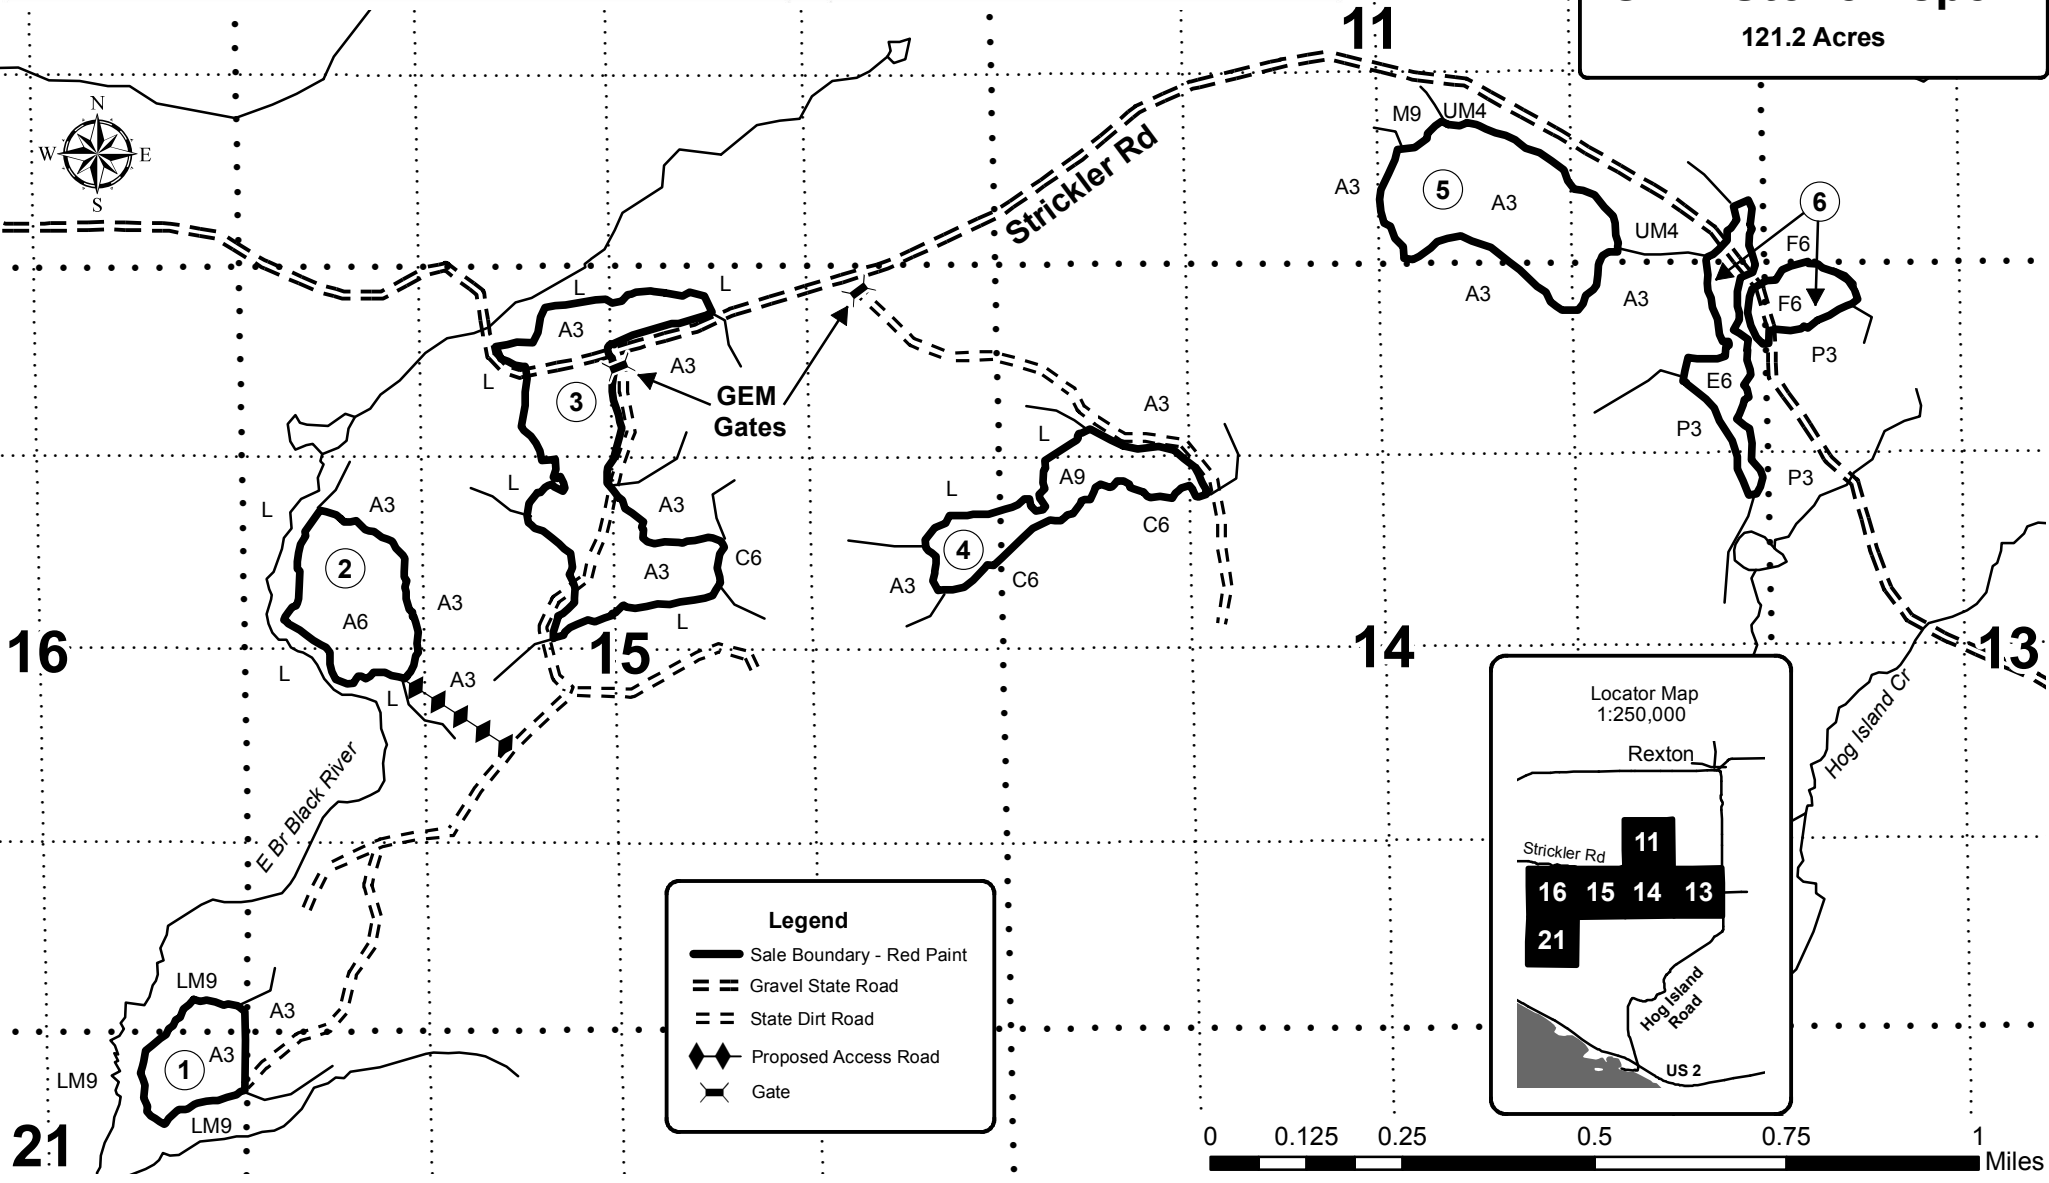 11
121.2 Acres
N
W
E
S
M9
UM4
A3
5
A3
6
Strickler Rd
UM4
F6
L
L
A3
A3
A3
F6
A3
L
A3
P3
GEM
Gates
3
E6
A3
L
P3
A9
L
A3
L
A3
L
P3
C6
2
4
C6
A3
A3
C6
A3
A6
L
16
15
14
13
L
A3
L
Locator Map
1:250,000
Rexton
Strickler Rd
11
16
15
14
13
21
Hog Island
Road
US 2
Hog Island Cr
E Br Black River
Legend
Sale Boundary - Red Paint
Gravel State Road
State Dirt Road
Proposed Access Road
Gate
LM9
A3
1
A3
LM9
LM9
21
0
0.125
0.25
0.5
0.75
1
Miles